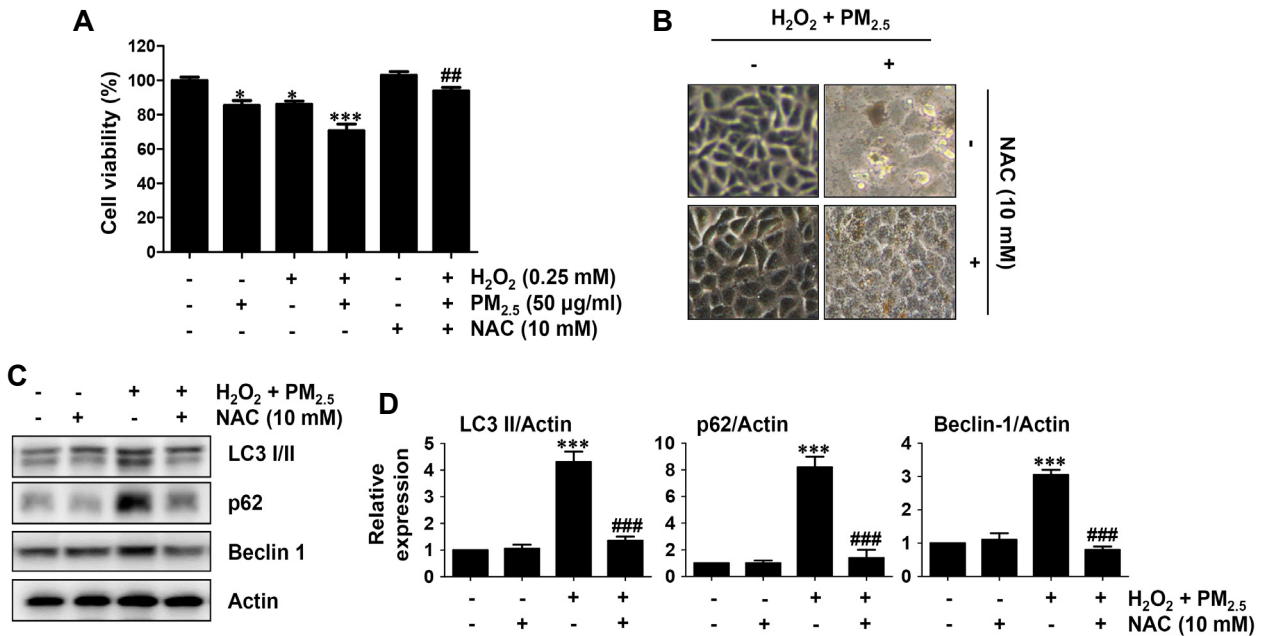 A
Cell viability (%)
120
100
80
60
40
20
0
*
*
***
##
- - + + - + H₂O₂ (0.25 mM)
- + - + - + PM₂.₅ (50 µg/ml)
- - - - + + NAC (10 mM)
B
H₂O₂ + PM₂.₅
- +
-
+
NAC (10 mM)
C
- - + + H₂O₂ + PM₂.₅
- + - + NAC (10 mM)
LC3 I/II
p62
Beclin 1
Actin
D
Relative
expression
LC3 II/Actin
5
4
3
2
1
0
***
###
- - + +
- + - +
p62/Actin
10
8
6
4
2
0
***
###
- - + +
- + - +
Beclin-1/Actin
4
3
2
1
0
***
###
- - + + H₂O₂ + PM₂.₅
- + - + NAC (10 mM)